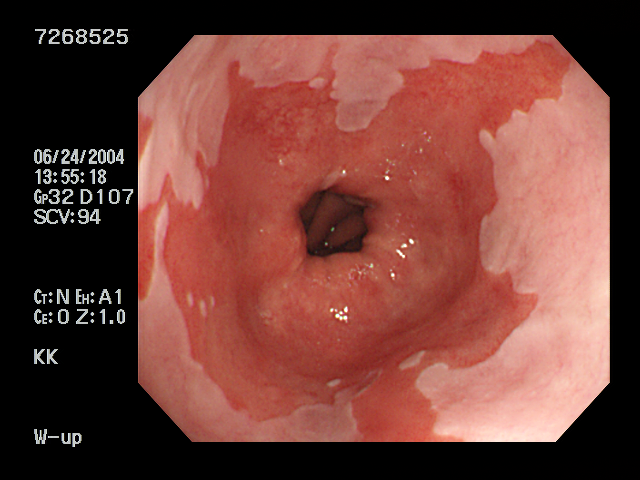 7268525
06/24/2004
13:55:18
Gp32 D107
SCV:94
Ct:N Eh:A1
Ce:0 Z:1.0
KK
W-up